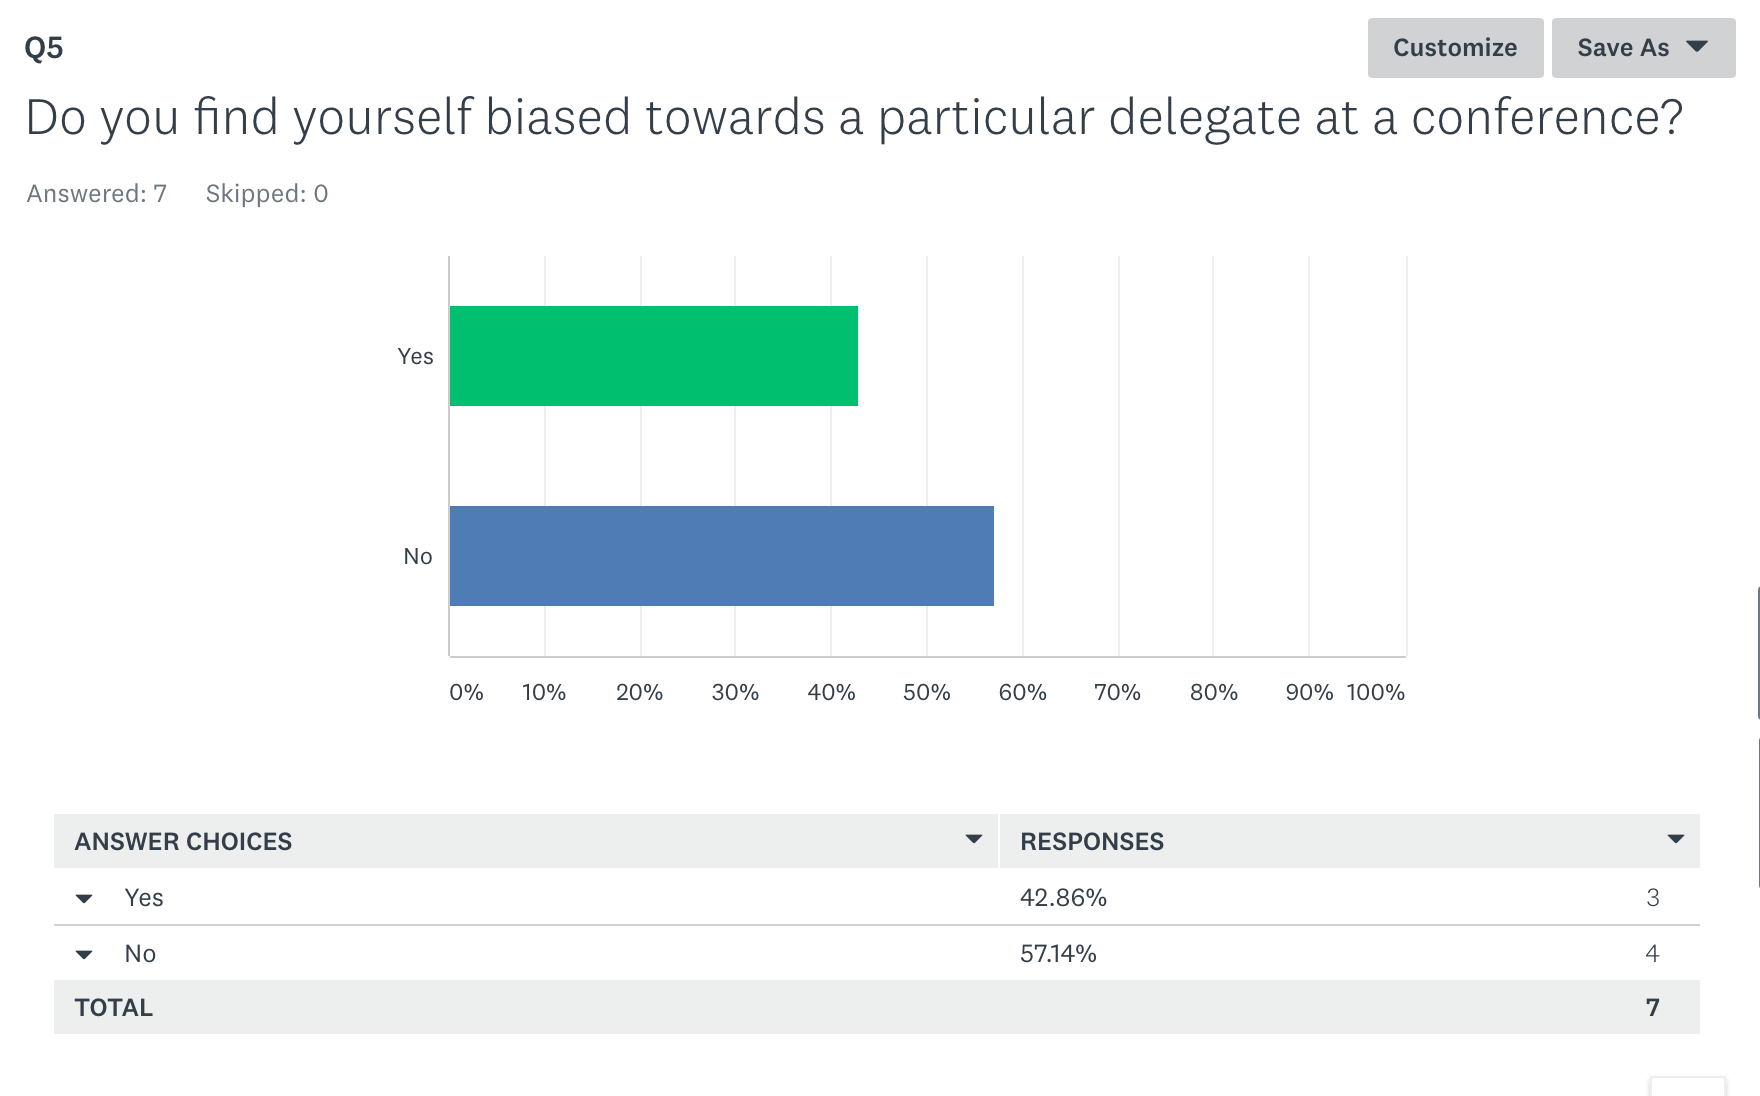 Q5
Customize
Save As
Do you find yourself biased towards a particular delegate at a conference?
Answered: 7 Skipped: 0
Yes
No
0% 10% 20% 30% 40% 50% 60% 70% 80% 90% 100%
ANSWER CHOICES RESPONSES
Yes 42.86% 3
No 57.14% 4
TOTAL 7